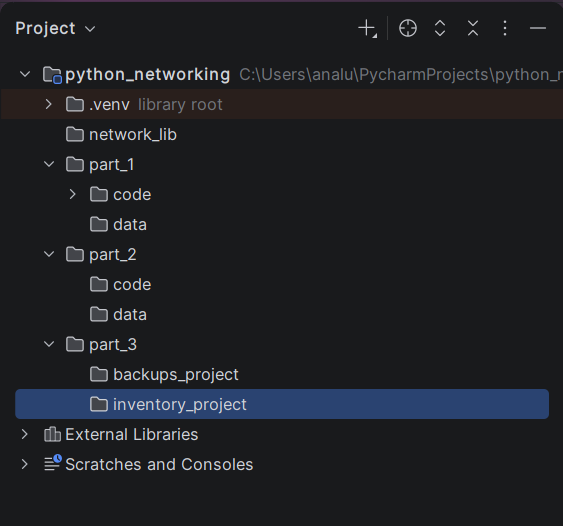 Project
python_networking C:\Users\analu\PycharmProjects\python_r
.venv library root
network_lib
part_1
code
data
part_2
code
data
part_3
backups_project
inventory_project
External Libraries
Scratches and Consoles